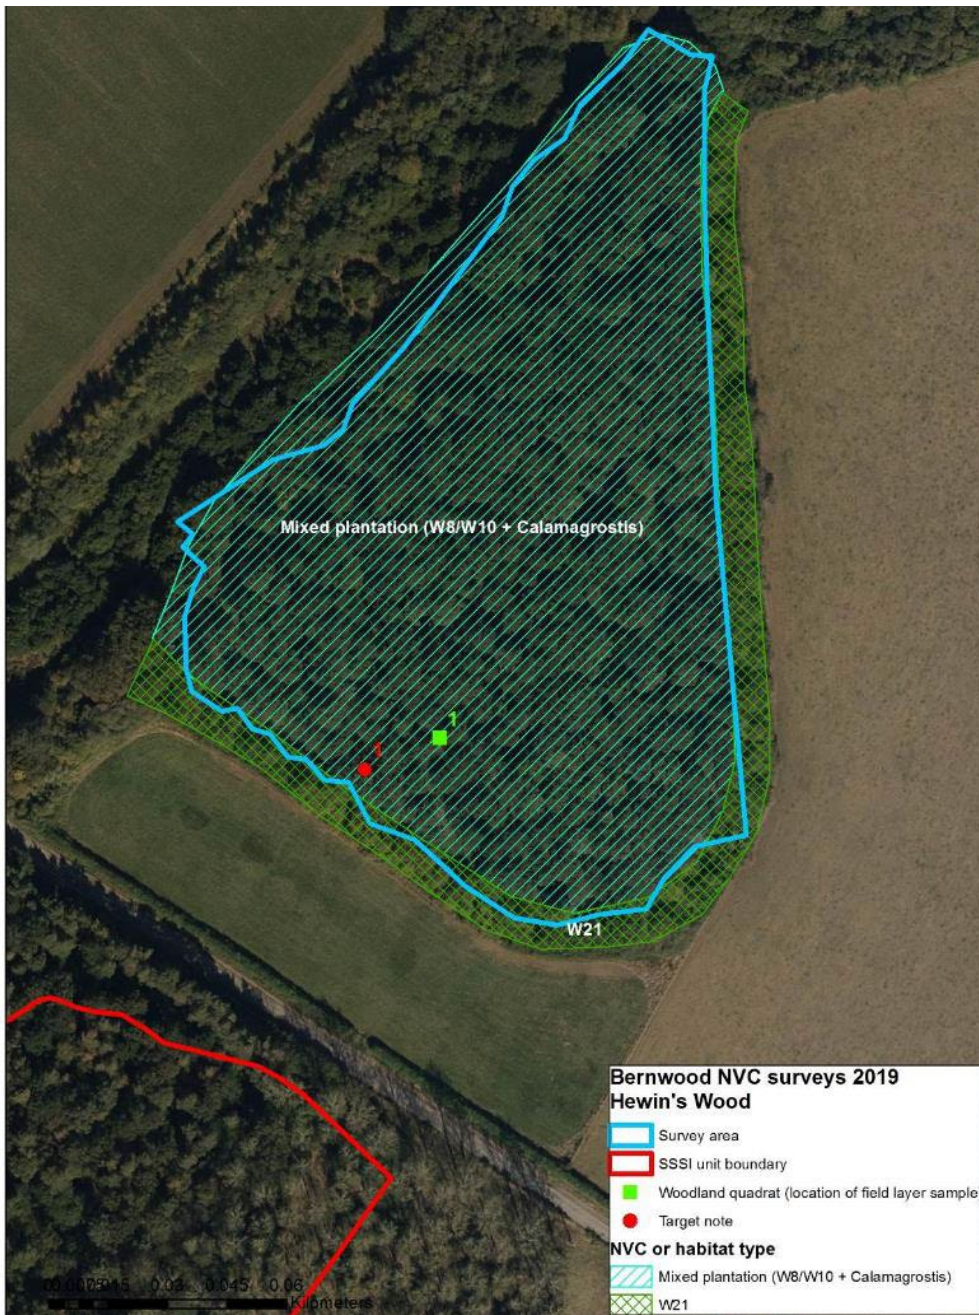 Mixed plantation (W8/W10 + Calamagrostis)
1
1
W21
Bernwood NVC surveys 2019
Hewin's Wood
Survey area
SSSI unit boundary
Woodland quadrat (location of field layer sample
Target note
NVC or habitat type
Mixed plantation (W8/W10 + Calamagrostis)
W21
0.03 0.045 0.06
Kilometers